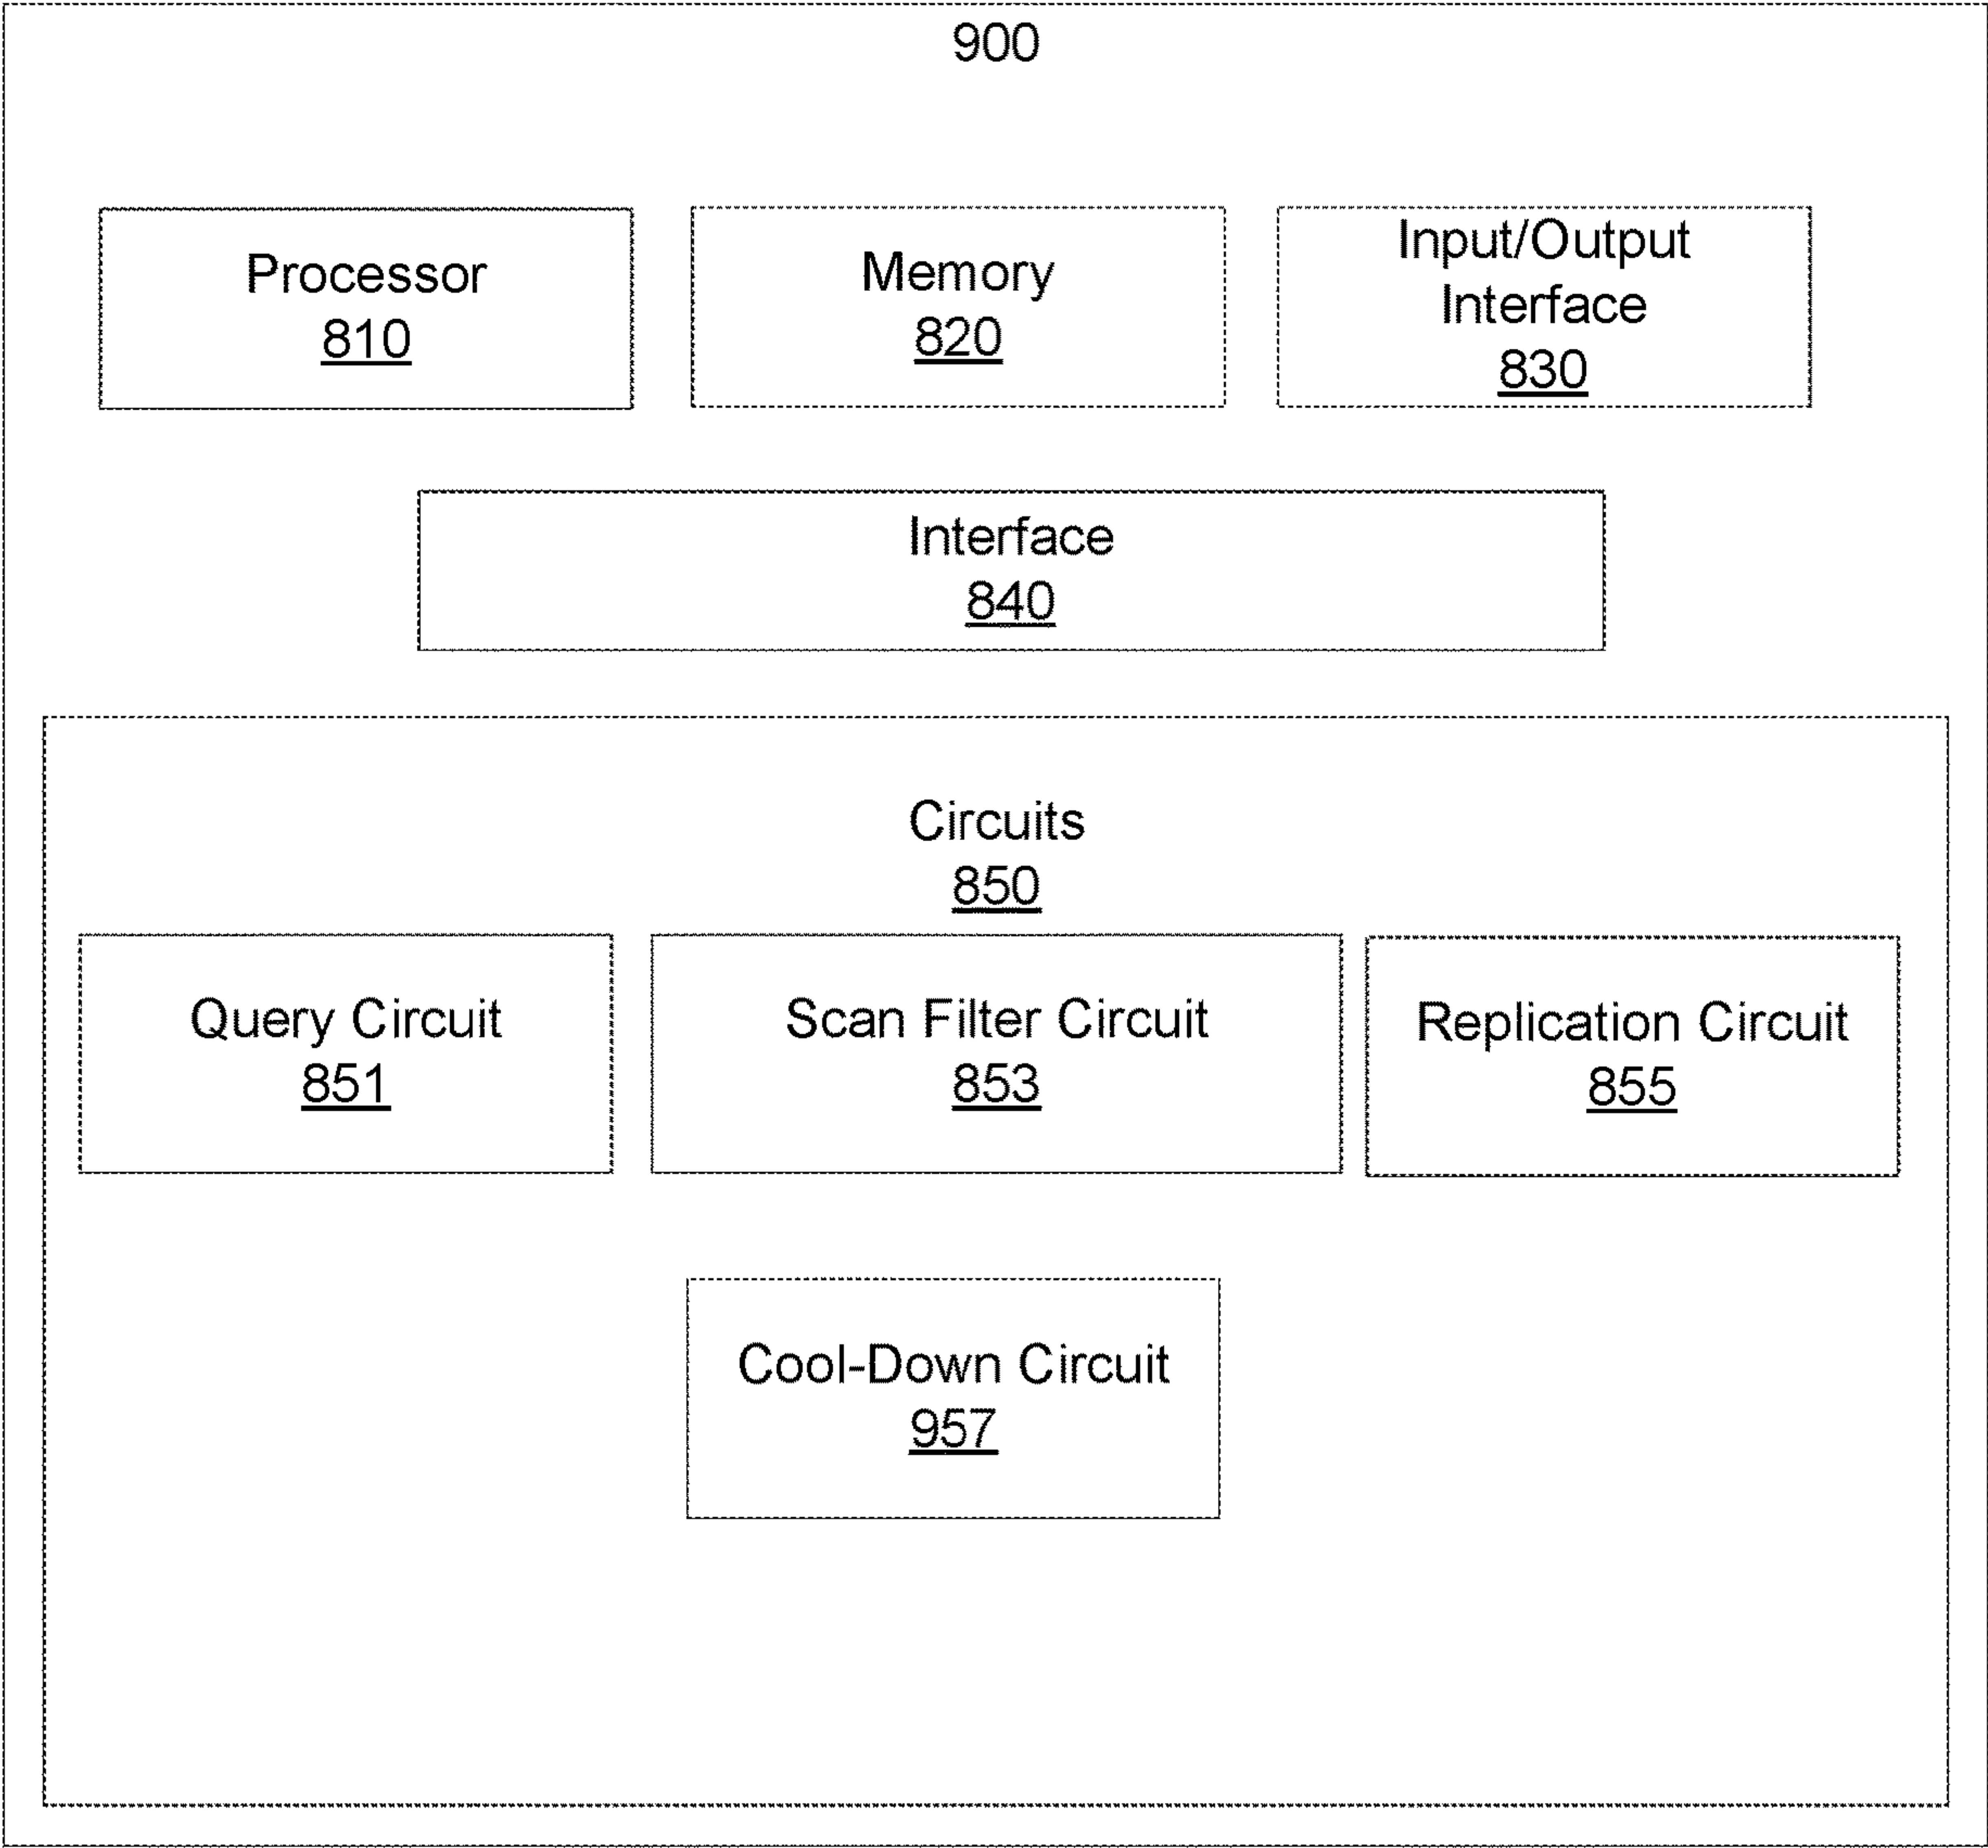 900
Processor
810
Memory
820
Input/Output
Interface
830
Interface
840
Circuits
850
Query Circuit
851
Scan Filter Circuit
853
Replication Circuit
855
Cool-Down Circuit
957